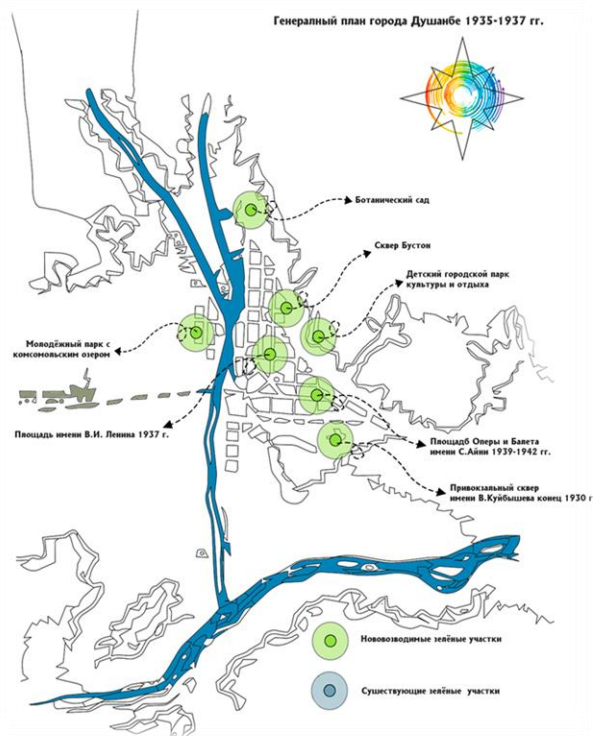 Генералный план города Душанбе 1935-1937 гг.
Ботанический сад
Сквер Бустон
Детский городской парк
культуры и отдыха
Молодёжный парк с
комсомольским озером
Площадь имени В.И. Ленина 1937 г.
Площадб Оперы и Балета
имени С.Айни 1939-1942 гг.
Привокзальный сквер
имени В.Куйбышева конец 1930 г
Нововозводимые зелёные участки
Сушествующие зелёные участки